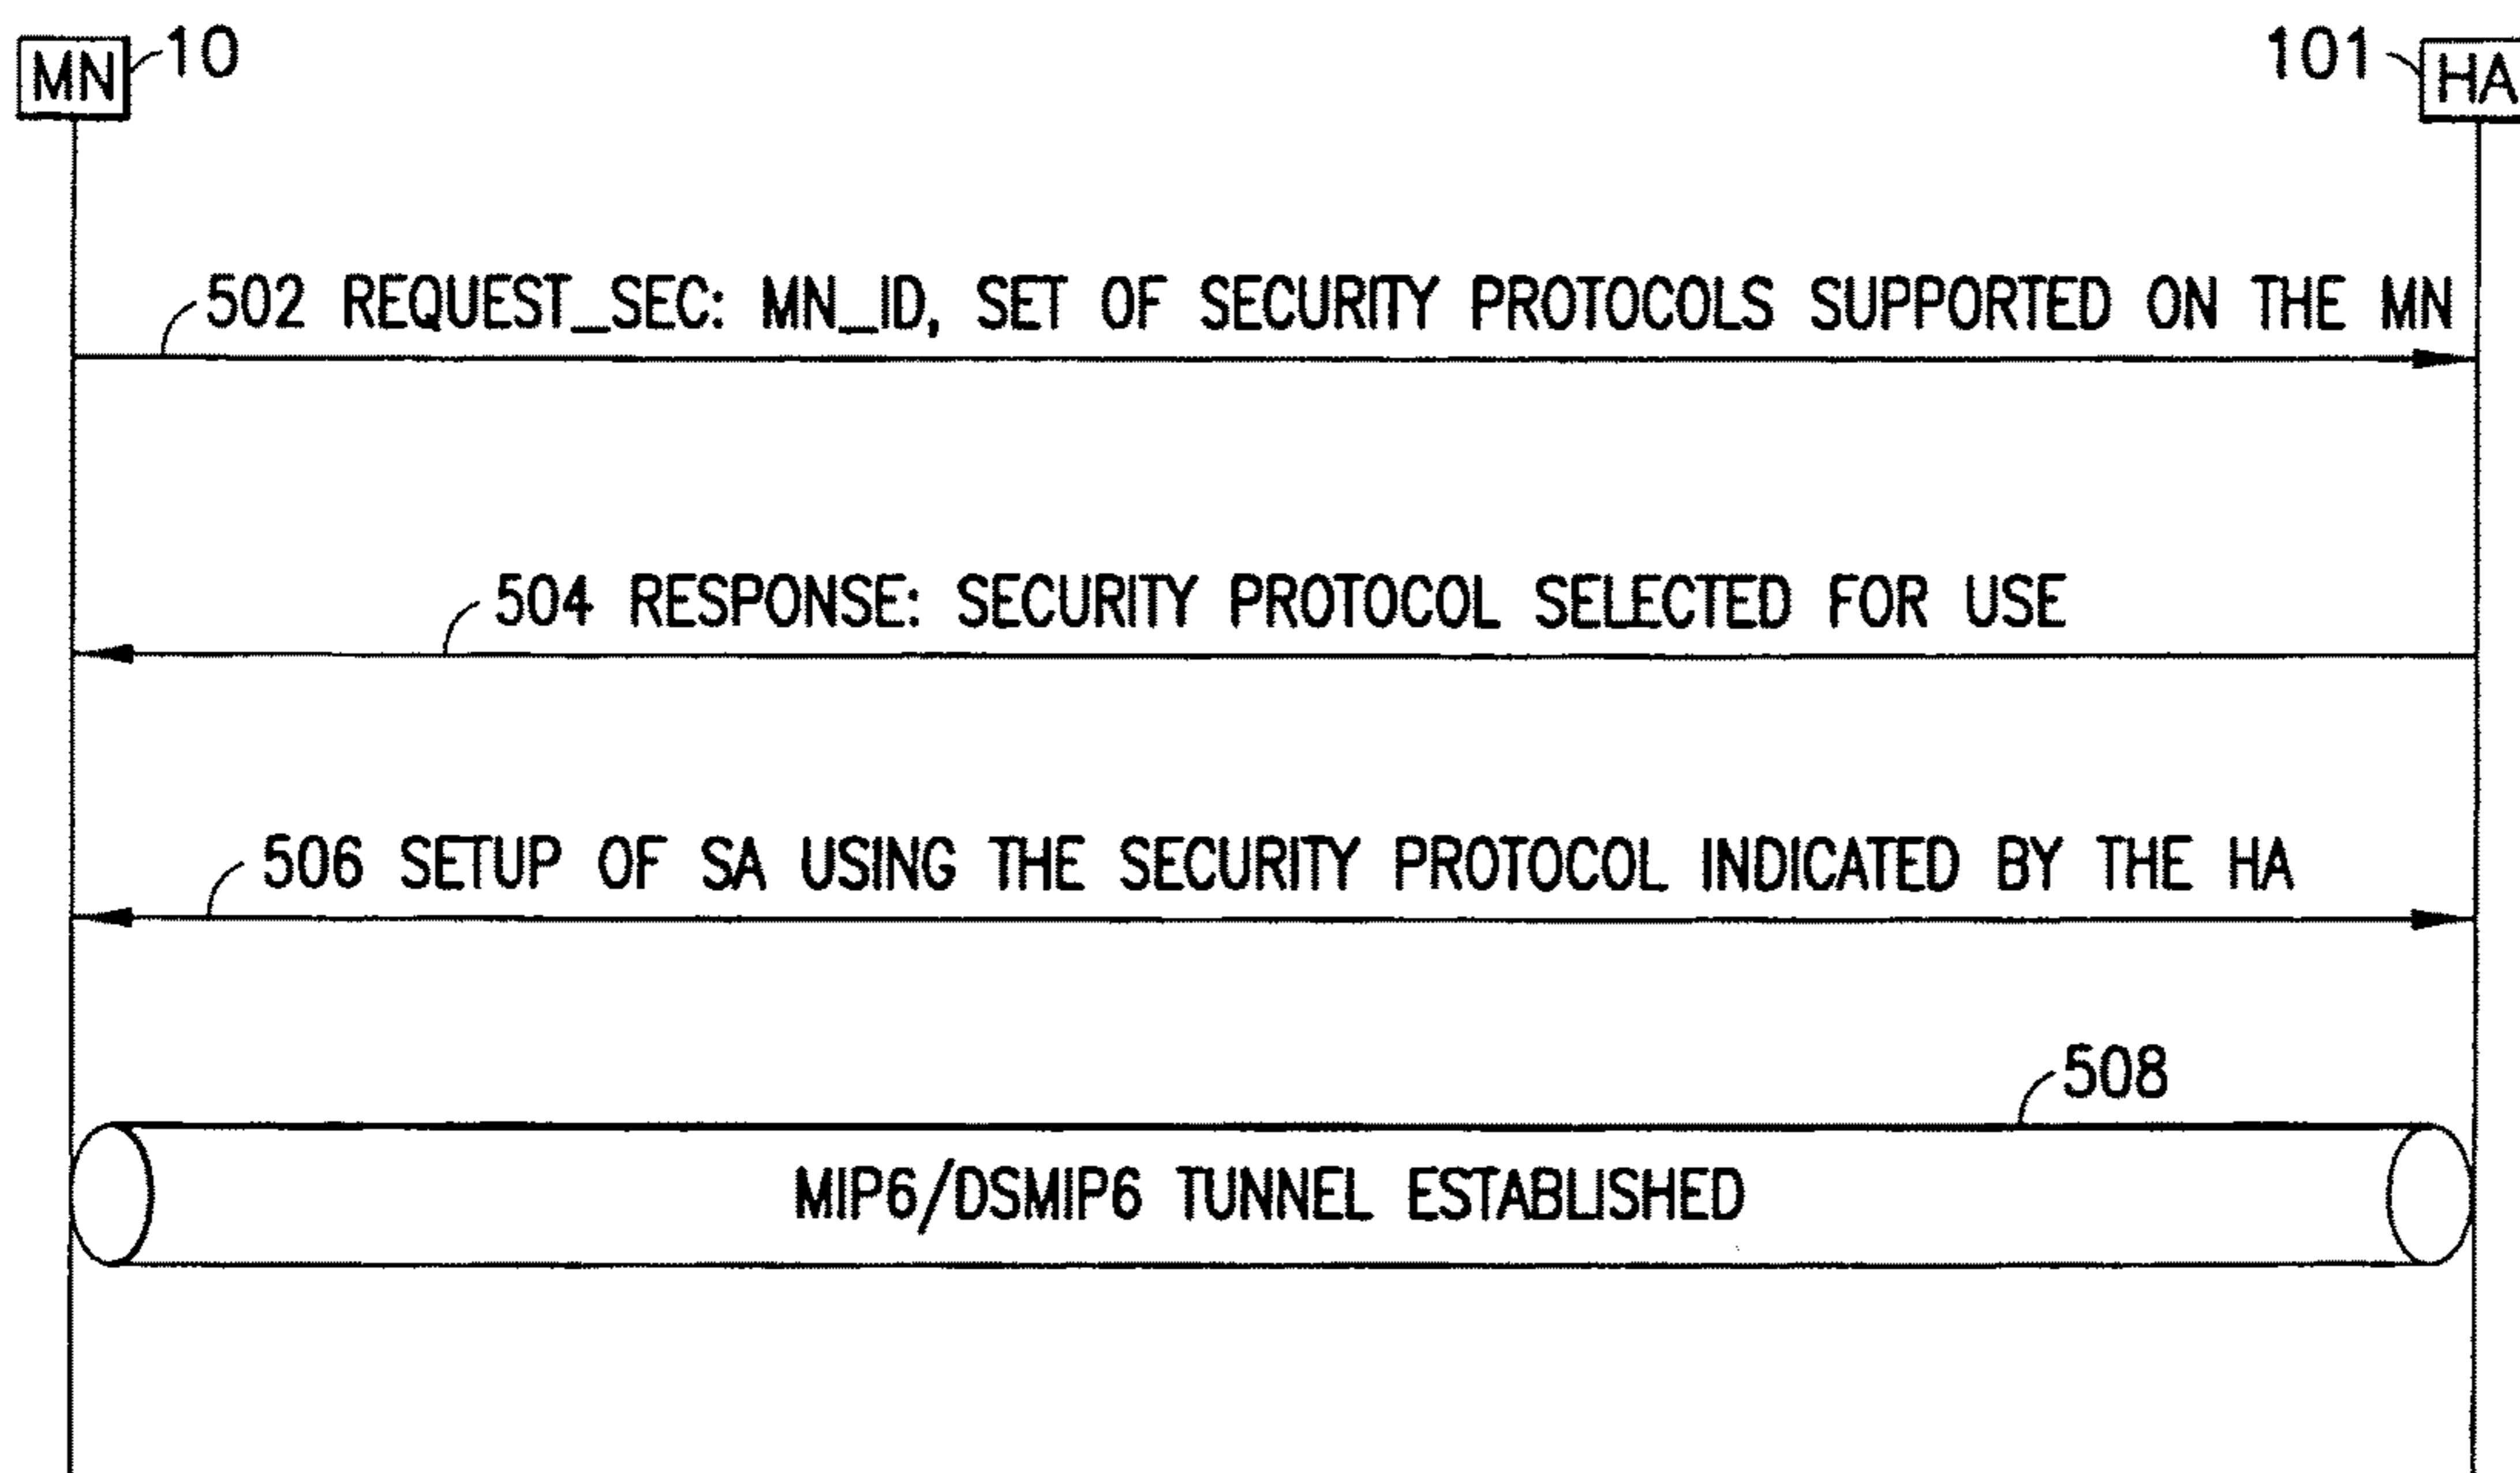 MN 10
101 HA
502 REQUEST_SEC: MN_ID, SET OF SECURITY PROTOCOLS SUPPORTED ON THE MN
504 RESPONSE: SECURITY PROTOCOL SELECTED FOR USE
506 SETUP OF SA USING THE SECURITY PROTOCOL INDICATED BY THE HA
508
MIP6/DSMIP6 TUNNEL ESTABLISHED